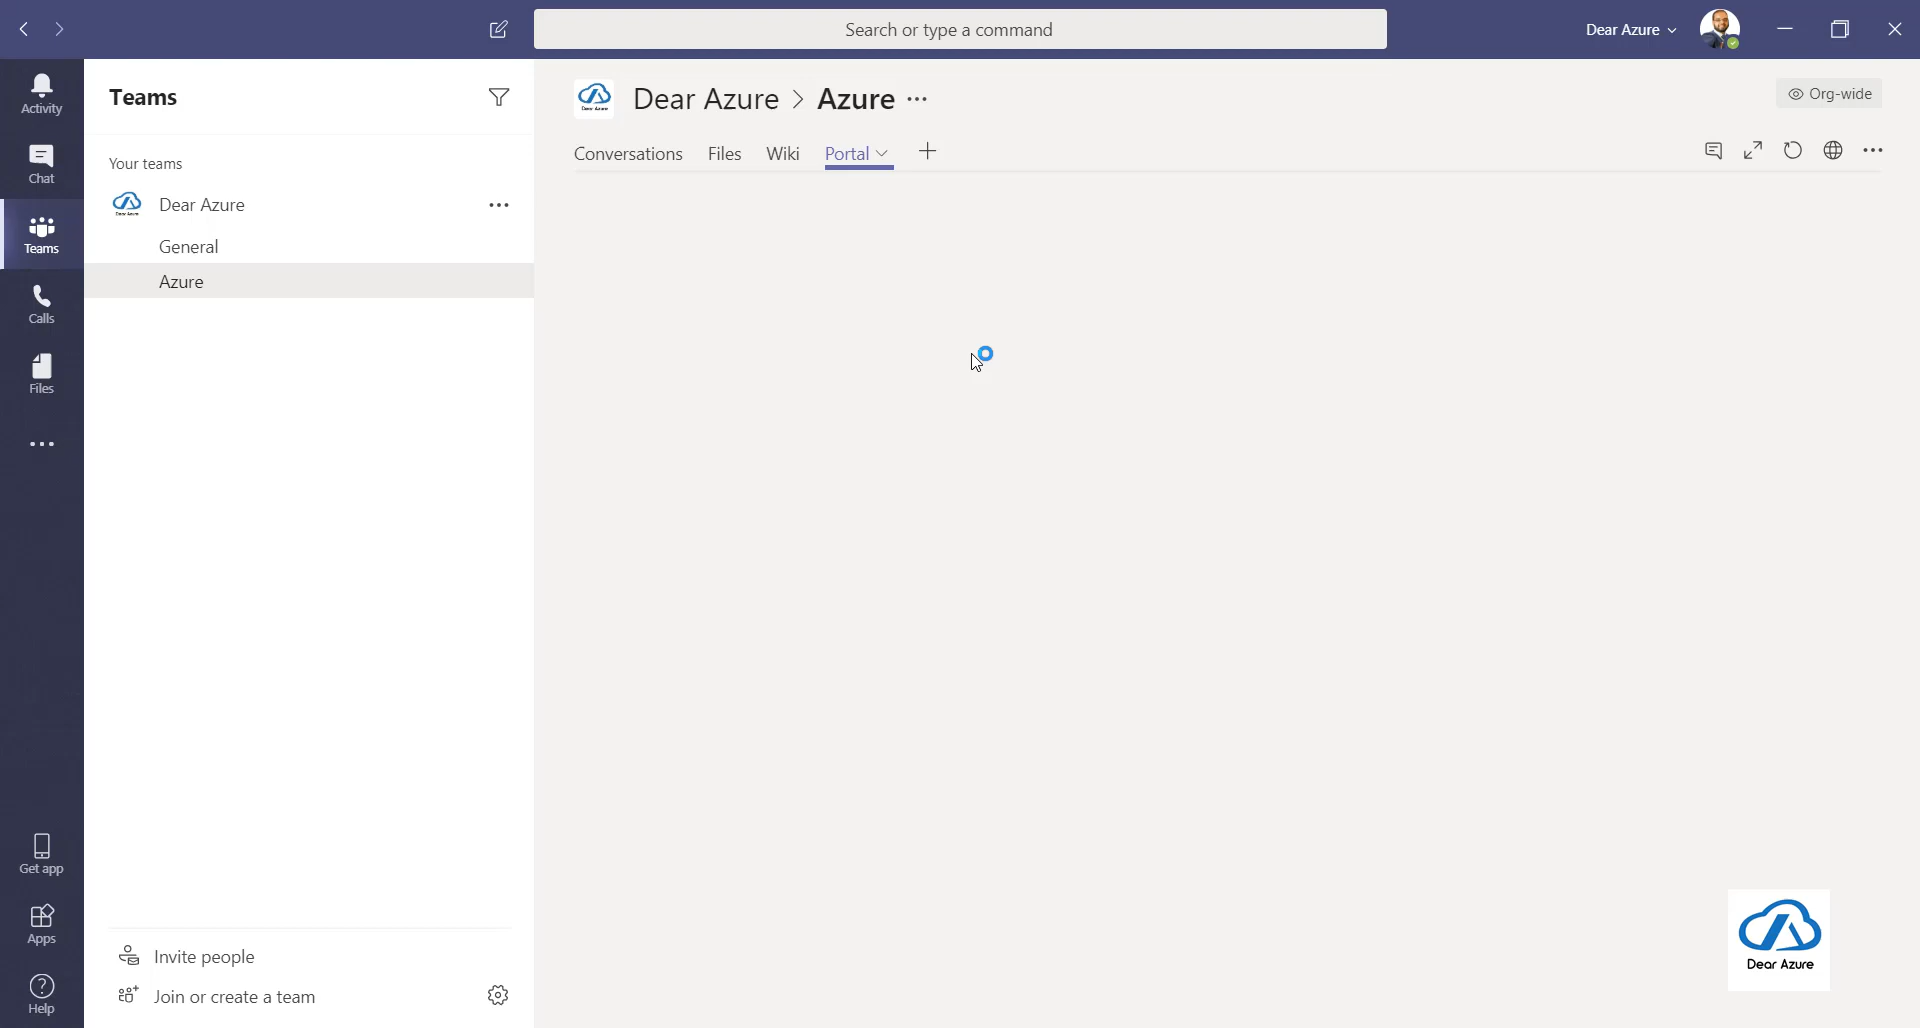 Search or type a command
Dear Azure
Activity
Chat
Teams
Calls
Files
Get app
Apps
Help
Teams
Your teams
Dear Azure
General
Azure
Invite people
Join or create a team
Dear Azure
Dear Azure > Azure
Org-wide
Conversations Files Wiki Portal
Dear Azure